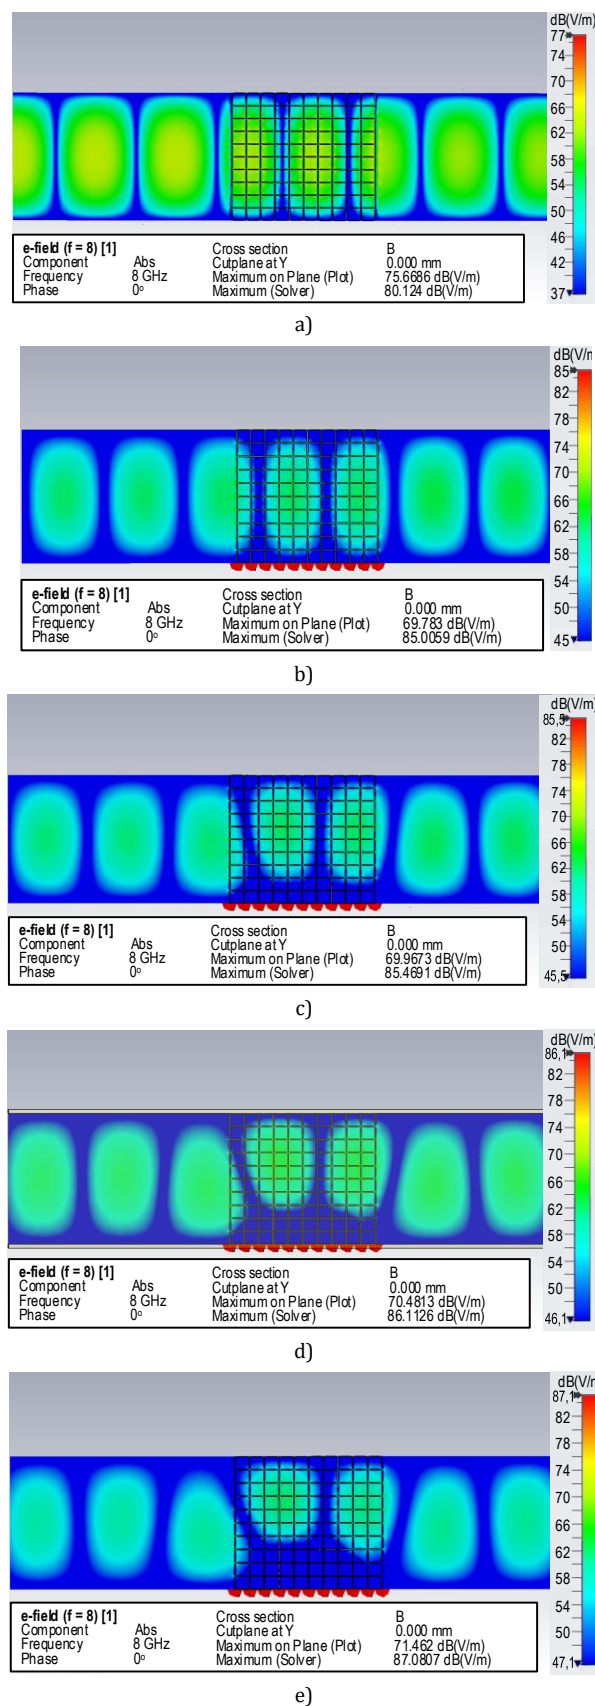 dB(V/m)
77
74
70
66
62
58
54
50
46
42
37
e-field (f = 8) [1] Cross section B
Component Abs Cutplane at Y 0.000 mm
Frequency 8 GHz Maximum on Plane (Plot) 75.6686 dB(V/m)
Phase 0° Maximum (Solver) 80.124 dB(V/m)
a)
dB(V/m
85
82
78
74
70
66
62
58
54
50
45
e-field (f = 8) [1] Cross section B
Component Abs Cutplane at Y 0.000 mm
Frequency 8 GHz Maximum on Plane (Plot) 69.783 dB(V/m)
Phase 0° Maximum (Solver) 85.0059 dB(V/m)
b)
dB(V/m)
85,5
82
78
74
70
66
62
58
54
50
45,5
e-field (f = 8) [1] Cross section B
Component Abs Cutplane at Y 0.000 mm
Frequency 8 GHz Maximum on Plane (Plot) 69.9673 dB(V/m)
Phase 0° Maximum (Solver) 85.4691 dB(V/m)
c)
dB(V/m)
86,1
82
78
74
70
66
62
58
54
50
46,1
e-field (f = 8) [1] Cross section B
Component Abs Cutplane at Y 0.000 mm
Frequency 8 GHz Maximum on Plane (Plot) 70.4813 dB(V/m)
Phase 0° Maximum (Solver) 86.1126 dB(V/m)
d)
dB(V/m
87,1
82
78
74
70
66
62
58
54
50
47,1
e-field (f = 8) [1] Cross section B
Component Abs Cutplane at Y 0.000 mm
Frequency 8 GHz Maximum on Plane (Plot) 71.462 dB(V/m)
Phase 0° Maximum (Solver) 87.0807 dB(V/m)
e)